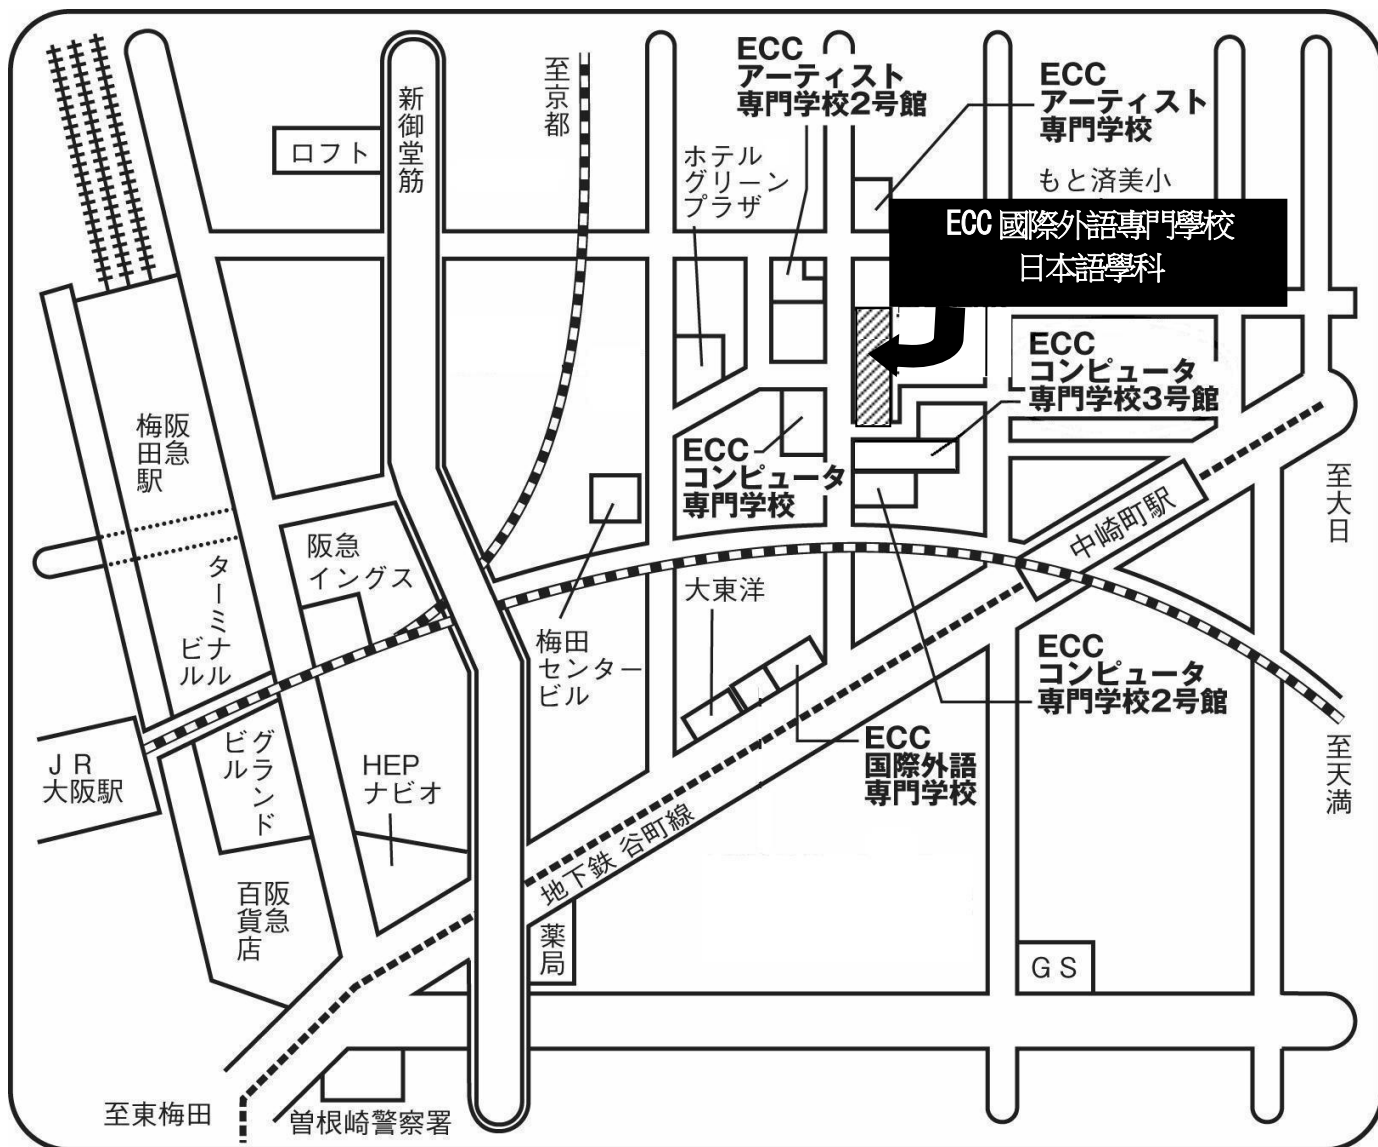 ECC
アーティスト
専門学校2号館
ECC
アーティスト
専門学校
至京都
新御堂筋
ロフト
ホテル
グリーン
プラザ
もと済美小
ECC 國際外語專門學校
日本語學科
ECC
コンピュータ
専門学校3号館
阪急
梅田駅
ECC
コンピュータ
専門学校
至大日
中崎町駅
阪急
イングス
ターミナル
ビル
大東洋
梅田
センター
ビル
ECC
コンピュータ
専門学校2号館
ECC
国際外語
専門学校
グランド
ビル
JR
大阪駅
HEP
ナビオ
至天満
地下鉄 谷町線
阪急
百貨店
薬局
GS
至東梅田
曽根崎警察署